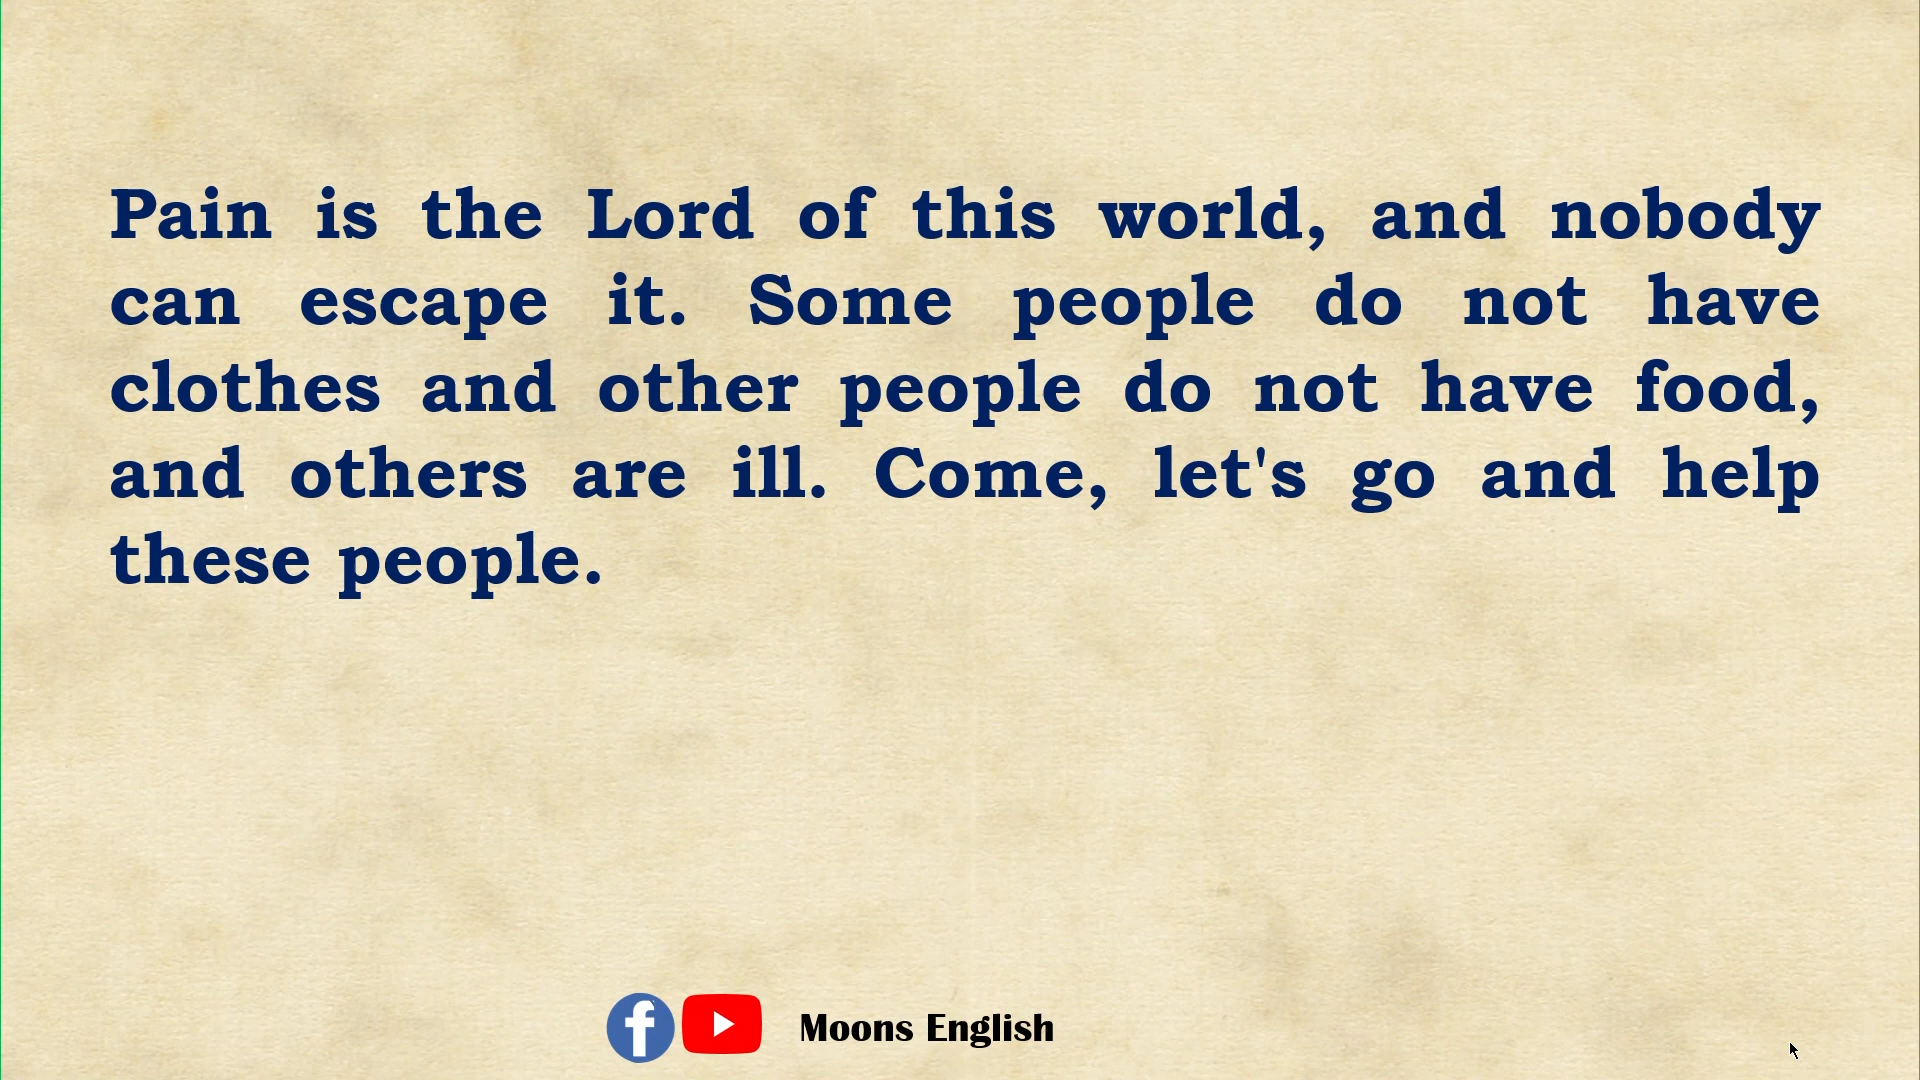 Pain is the Lord of this world, and nobody
can escape it. Some people do not have
clothes and other people do not have food,
and others are ill. Come, let's go and help
these people.
Moons English